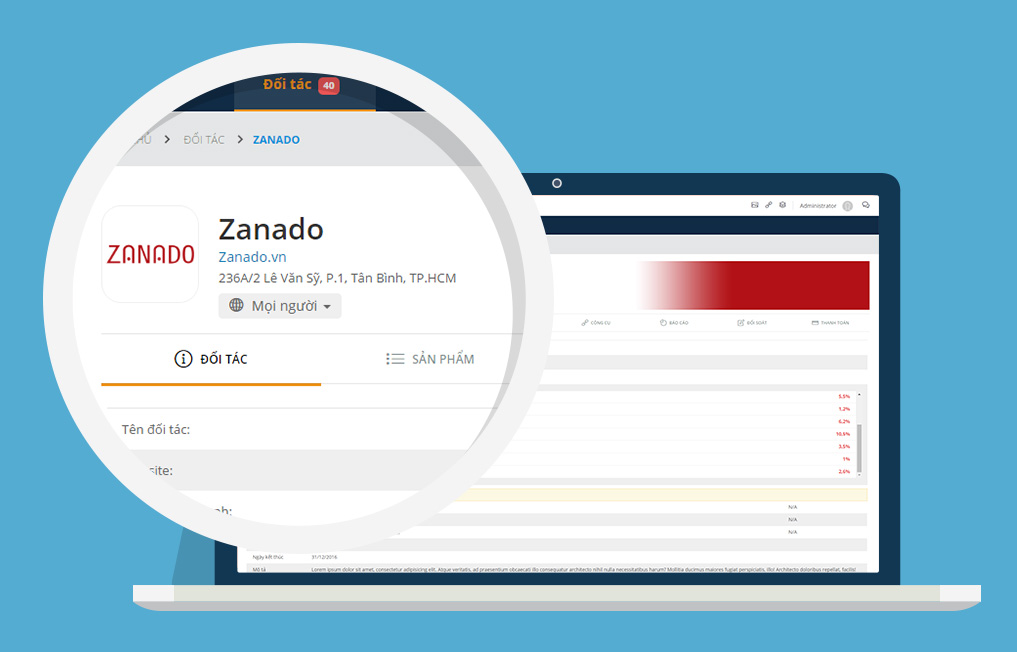 Đối tác 40
HỦ > ĐỐI TÁC > ZANADO
ZANADO
Zanado
Zanado.vn
236A/2 Lê Văn Sỹ, P.1, Tân Bình, TP.HCM
Mọi người
ĐỐI TÁC
SẢN PHẨM
Tên đối tác:
site:
nh:
Administrator
CÔNG CỤ
BÁO CÁO
ĐỐI SOÁT
THANH TOÁN
5,5%
1,2%
6,2%
10,9%
3,5%
1%
2,6%
N/A
N/A
N/A
Ngày kết thúc 31/12/2016
Mô tả Lorem ipsum dolor sit amet, consectetur adipisicing elit. Atque veritatis, ad praesentium obcaecati illo consequatur architecto nihil nulla necessitatibus harum? Mollitia ducimus maiores fugiat perspiciatis, illo! Architecto doloribus repellat, facilis!